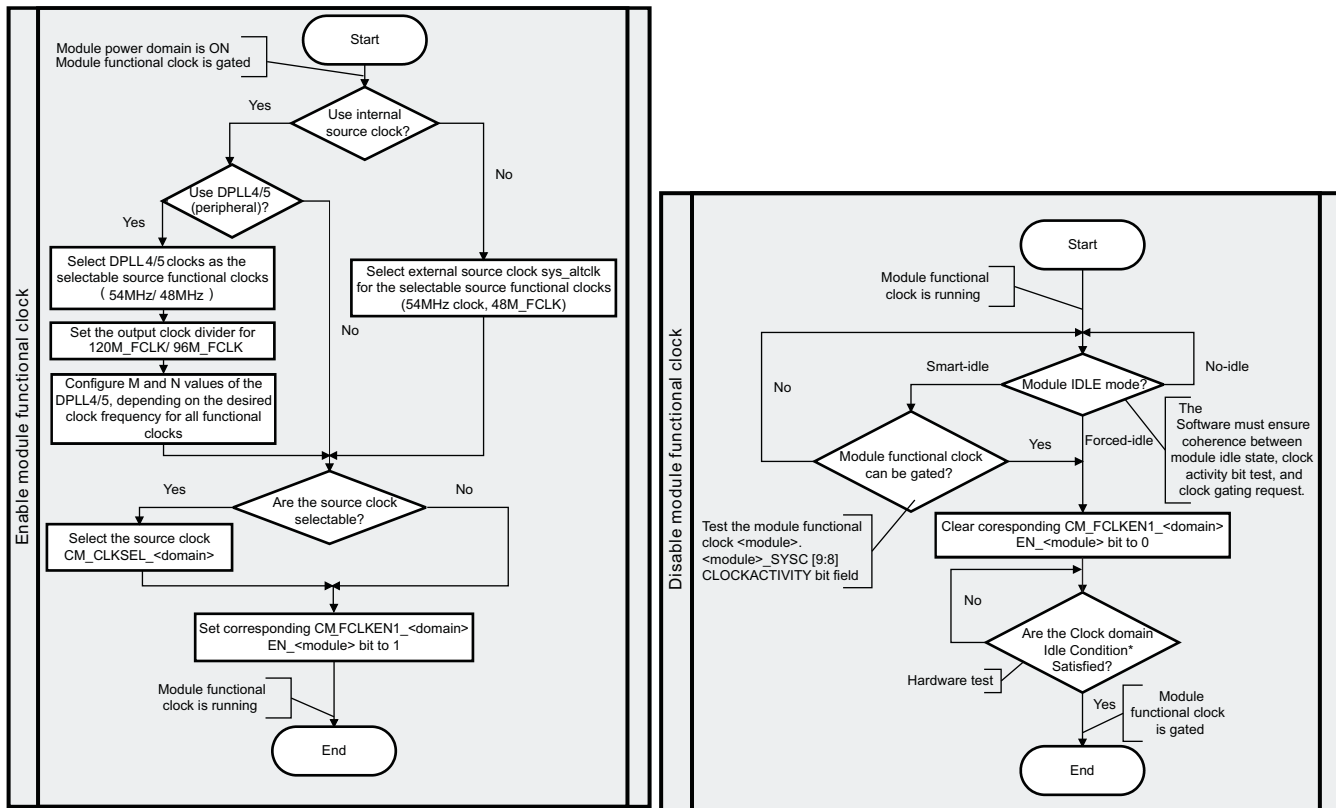 Enable module functional clock
Start
Module power domain is ON
Module functional clock is gated
Use internal
source clock?
Yes
No
Use DPLL4/5
(peripheral)?
Yes
No
Select DPLL 4/5 clocks as the
selectable source functional clocks
( 54MHz/ 48MHz )
Set the output clock divider for
120M_FCLK/ 96M_FCLK
Configure M and N values of the
DPLL4/5, depending on the desired
clock frequency for all functional
clocks
Select external source clock sys_altclk
for the selectable source functional clocks
(54MHz clock, 48M_FCLK)
Are the source clock
selectable?
Yes
No
Select the source clock
CM_CLKSEL_<domain>
Set corresponding CM_FCLKEN1_<domain>
EN_<module> bit to 1
Module functional
clock is running
End
Disable module functional clock
Start
Module functional
clock is running
Module IDLE mode?
Smart-idle
No-idle
Forced-idle
The
Software must ensure
coherence between
module idle state, clock
activity bit test, and
clock gating request.
Module functional clock
can be gated?
No
Yes
Test the module functional
clock <module>.
<module>_SYSC [9:8]
CLOCKACTIVITY bit field
Clear coresponding CM_FCLKEN1_<domain>
EN_<module> bit to 0
Are the Clock domain
Idle Condition*
Satisfied?
No
Yes
Hardware test
Module
functional clock
is gated
End